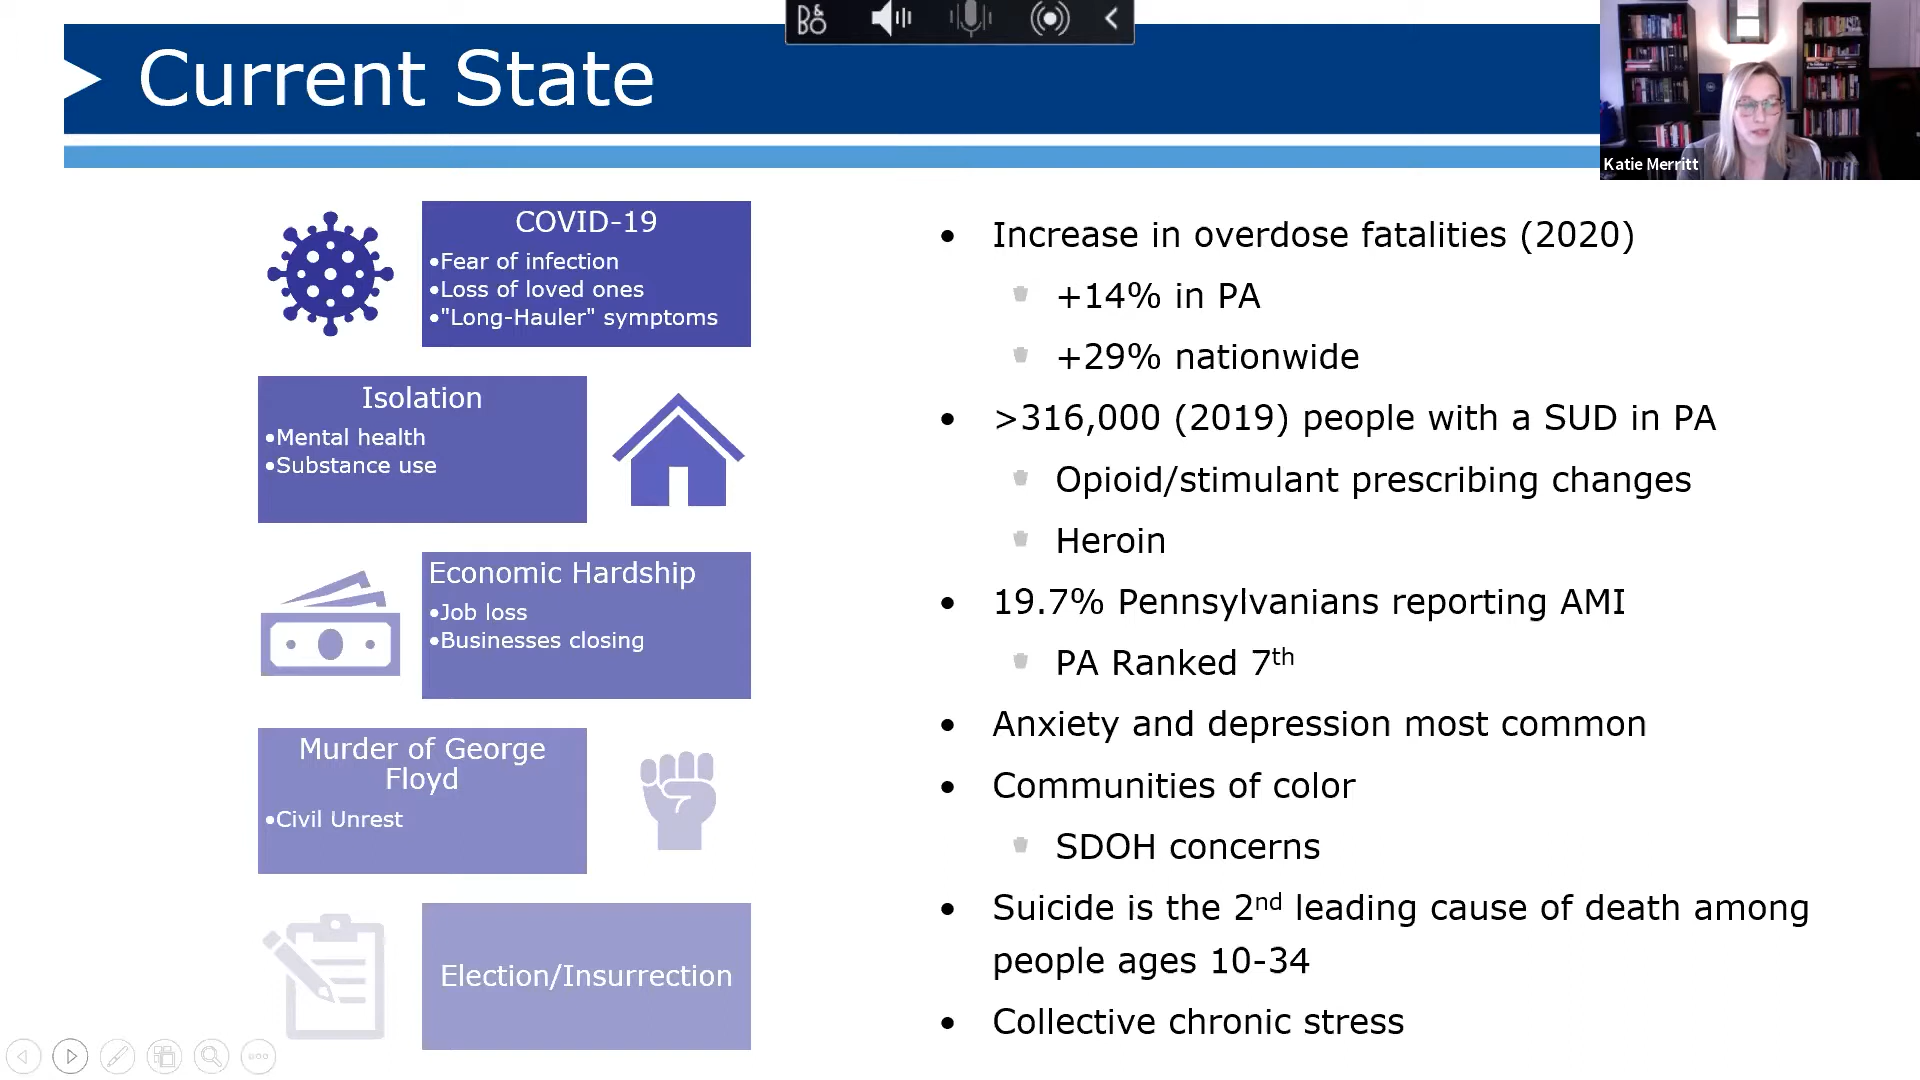 B&O
Current State
Katie Merritt
COVID-19
•Fear of infection
•Loss of loved ones
•"Long-Hauler" symptoms
Isolation
•Mental health
•Substance use
Economic Hardship
•Job loss
•Businesses closing
Murder of George
Floyd
•Civil Unrest
Election/Insurrection
• Increase in overdose fatalities (2020)
+14% in PA
+29% nationwide
• >316,000 (2019) people with a SUD in PA
Opioid/stimulant prescribing changes
Heroin
• 19.7% Pennsylvanians reporting AMI
PA Ranked 7th
• Anxiety and depression most common
• Communities of color
SDOH concerns
• Suicide is the 2nd leading cause of death among
people ages 10-34
• Collective chronic stress